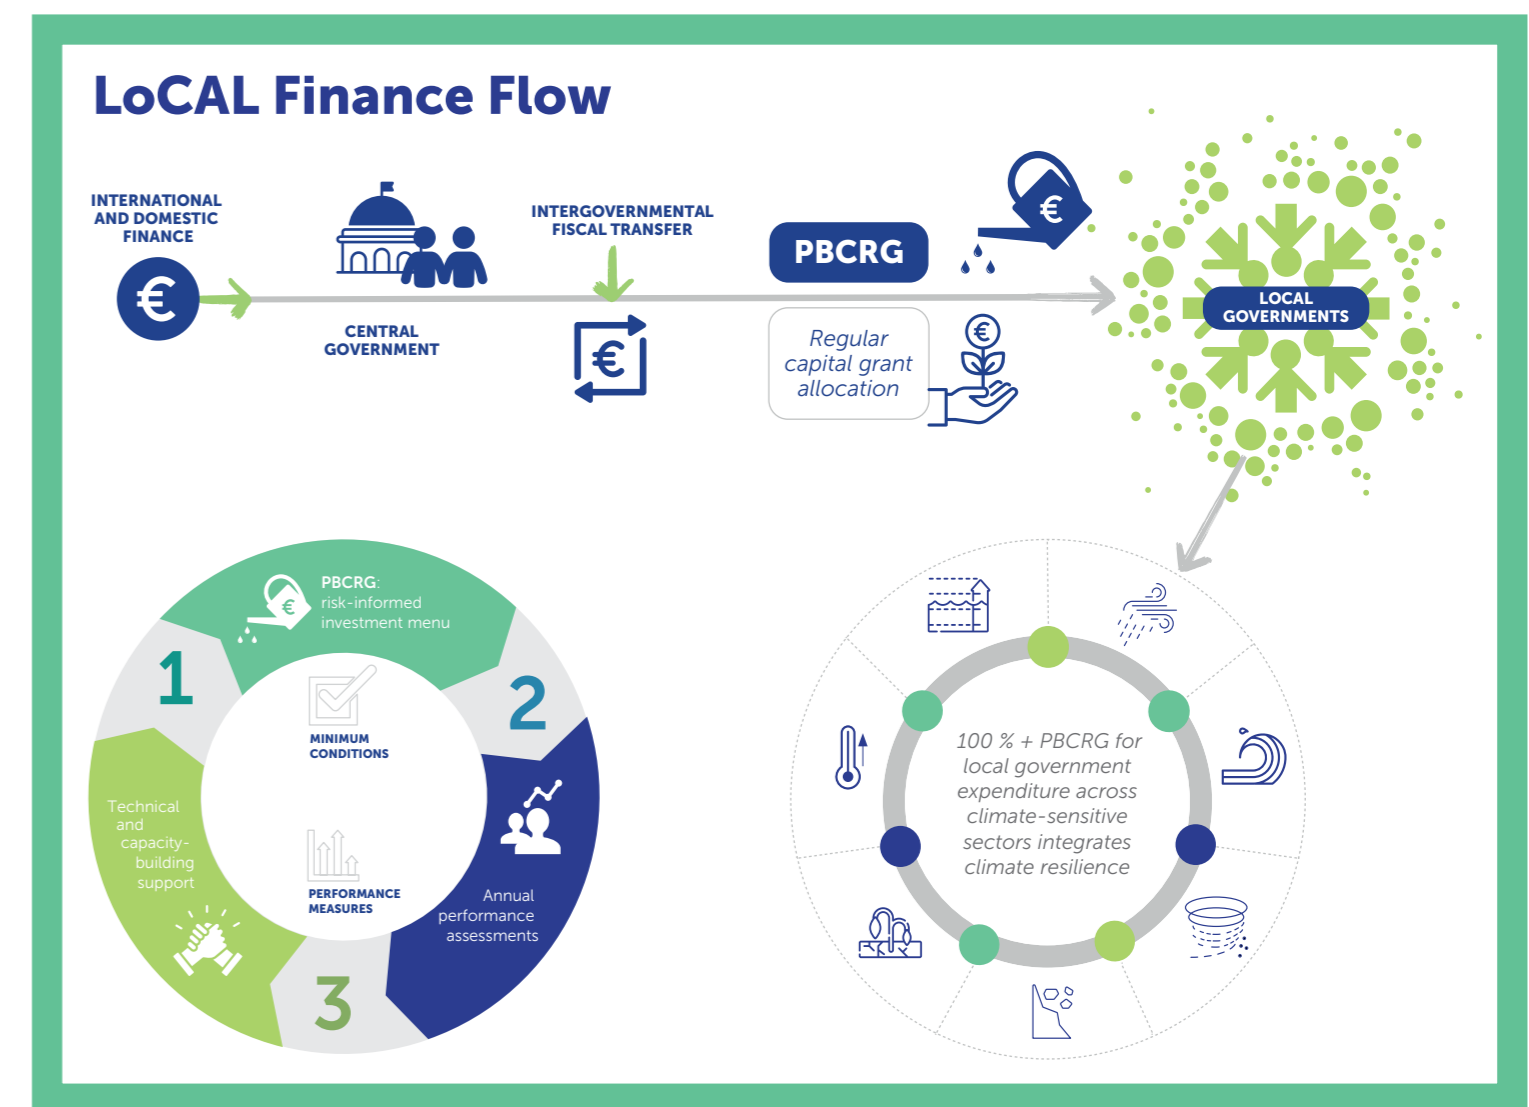 LoCAL Finance Flow
INTERNATIONAL
AND DOMESTIC
FINANCE
€
CENTRAL
GOVERNMENT
INTERGOVERNMENTAL
FISCAL TRANSFER
€
PBCRG
€
Regular
capital grant
allocation
€
LOCAL
GOVERNMENTS
€
PBCRG:
risk-informed
investment menu
1
2
MINIMUM
CONDITIONS
Technical
and
capacity-
building
support
PERFORMANCE
MEASURES
Annual
performance
assessments
3
100 % + PBCRG for
local government
expenditure across
climate-sensitive
sectors integrates
climate resilience